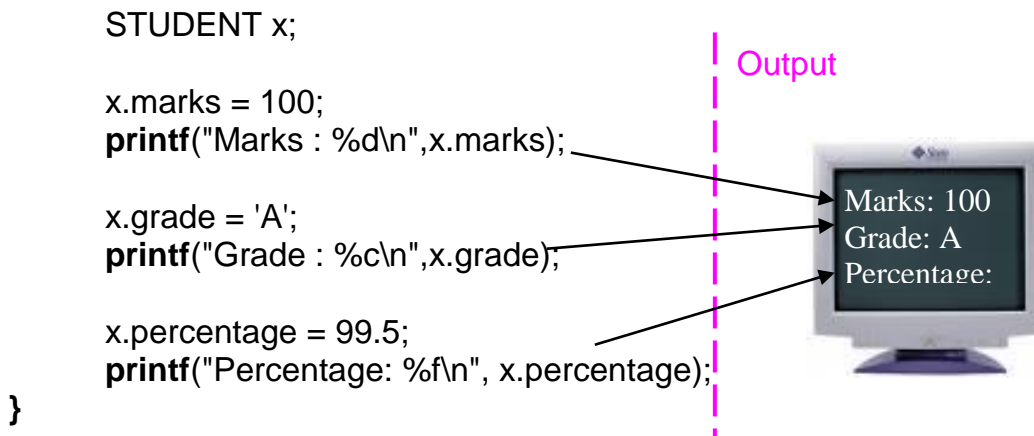 STUDENT x;
Output
x.marks = 100;
printf("Marks : %d\n",x.marks);
x.grade = 'A';
printf("Grade : %c\n",x.grade);
x.percentage = 99.5;
printf("Percentage: %f\n", x.percentage);
}
Marks: 100
Grade: A
Percentage: